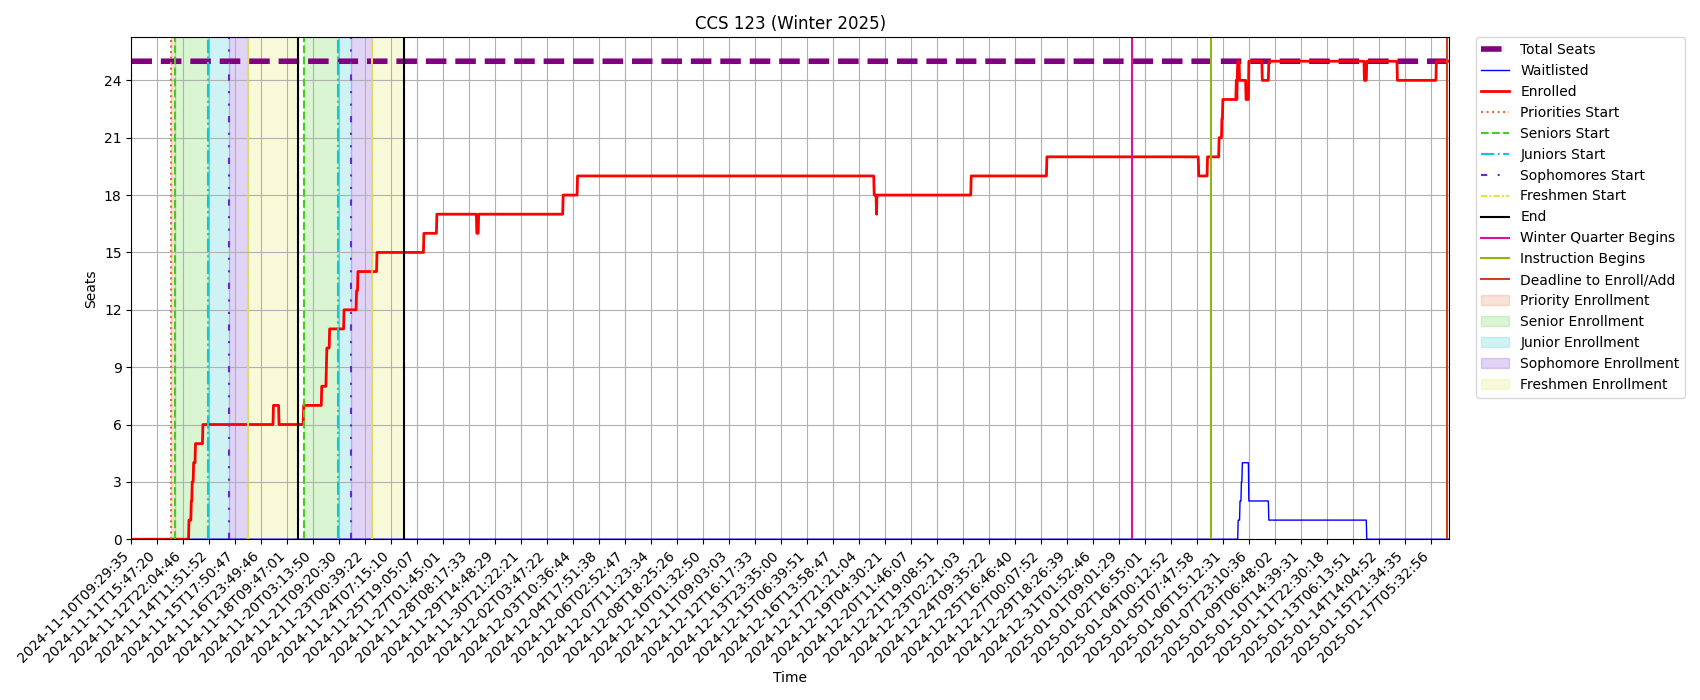 CCS 123 (Winter 2025)
Seats
24
21
18
15
12
9
6
3
0
2024-11-10T09:29:35
2024-11-11T15:47:20
2024-11-12T22:04:46
2024-11-14T11:51:52
2024-11-15T17:50:47
2024-11-16T23:49:46
2024-11-18T09:47:01
2024-11-20T03:13:50
2024-11-21T09:20:30
2024-11-23T00:39:22
2024-11-24T07:15:10
2024-11-25T19:05:07
2024-11-27T01:45:01
2024-11-28T08:17:33
2024-11-29T14:48:29
2024-11-30T21:22:21
2024-12-02T03:47:22
2024-12-03T10:36:44
2024-12-04T17:51:38
2024-12-06T02:52:47
2024-12-07T11:23:34
2024-12-08T18:25:26
2024-12-10T01:32:50
2024-12-11T09:03:03
2024-12-12T16:17:33
2024-12-13T23:35:00
2024-12-15T06:39:51
2024-12-16T13:58:47
2024-12-17T21:21:04
2024-12-19T04:30:21
2024-12-20T11:46:07
2024-12-21T19:08:51
2024-12-23T02:21:03
2024-12-24T09:35:22
2024-12-25T16:46:40
2024-12-27T00:07:52
2024-12-29T18:26:39
2024-12-31T01:52:46
2025-01-01T09:01:29
2025-01-02T16:55:01
2025-01-04T00:12:52
2025-01-05T07:47:58
2025-01-06T15:12:31
2025-01-07T23:10:36
2025-01-09T06:48:02
2025-01-10T14:39:31
2025-01-11T22:30:18
2025-01-13T06:13:51
2025-01-14T14:04:52
2025-01-15T21:34:35
2025-01-17T05:32:56
Time
Total Seats
Waitlisted
Enrolled
Priorities Start
Seniors Start
Juniors Start
Sophomores Start
Freshmen Start
End
Winter Quarter Begins
Instruction Begins
Deadline to Enroll/Add
Priority Enrollment
Senior Enrollment
Junior Enrollment
Sophomore Enrollment
Freshmen Enrollment